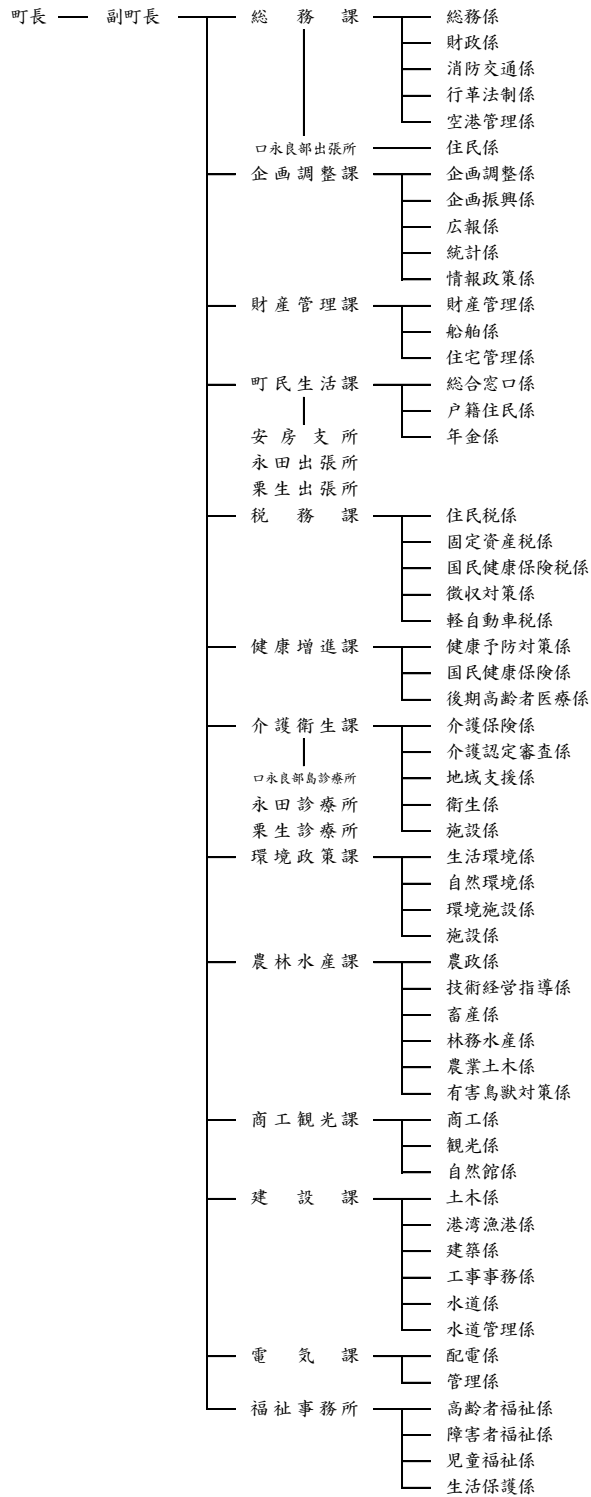 町長 副町長 総務課 総務係
財政係
消防交通係
行革法制係
空港管理係
口永良部出張所 住民係
企画調整課 企画調整係
企画振興係
広報係
統計係
情報政策係
財産管理課 財産管理係
船舶係
住宅管理係
町民生活課 総合窓口係
戸籍住民係
安房支所 年金係
永田出張所
栗生出張所
税務課 住民税係
固定資産税係
国民健康保険税係
徴収対策係
軽自動車税係
健康増進課 健康予防対策係
国民健康保険係
後期高齢者医療係
介護衛生課 介護保険係
介護認定審査係
口永良部島診療所 地域支援係
永田診療所 衛生係
栗生診療所 施設係
環境政策課 生活環境係
自然環境係
環境施設係
施設係
農林水産課 農政係
技術経営指導係
畜産係
林務水産係
農業土木係
有害鳥獣対策係
商工観光課 商工係
観光係
自然館係
建設課 土木係
港湾漁港係
建築係
工事事務係
水道係
水道管理係
電気課 配電係
管理係
福祉事務所 高齢者福祉係
障害者福祉係
児童福祉係
生活保護係